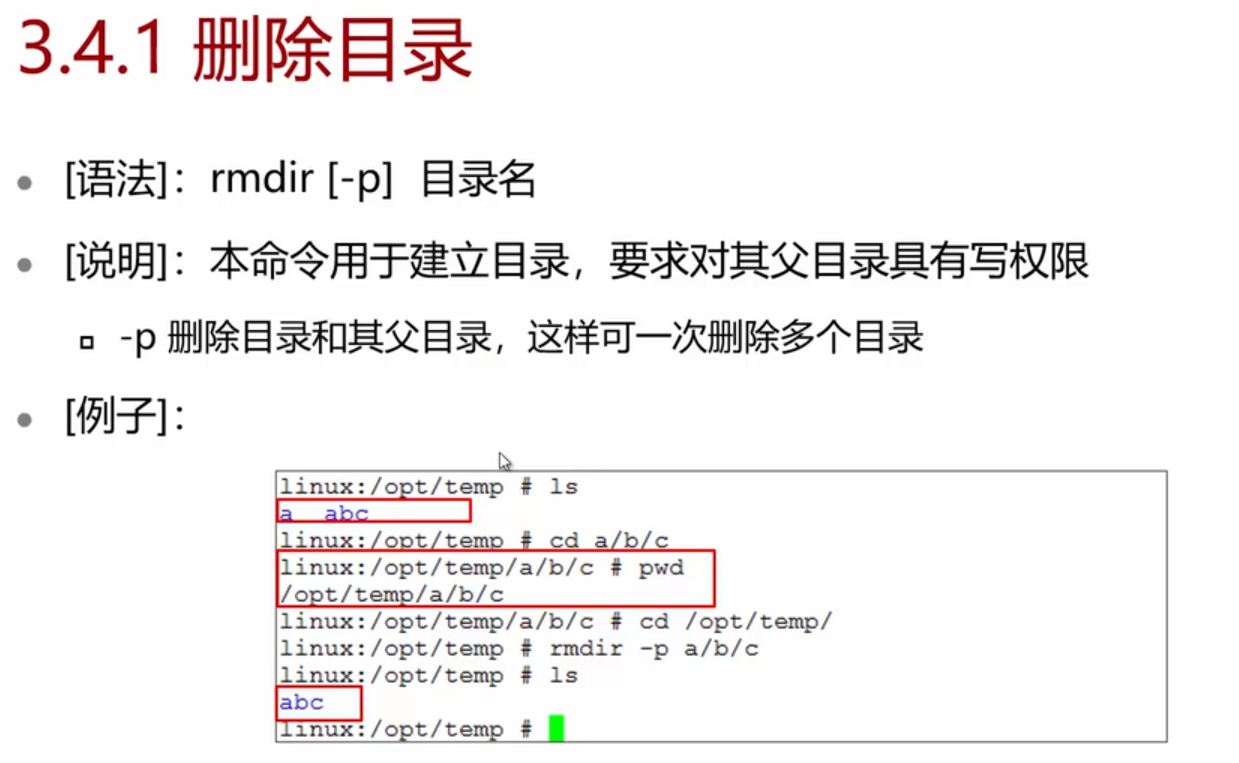 3.4.1 删除目录
[语法]：rmdir [-p] 目录名
[说明]：本命令用于建立目录，要求对其父目录具有写权限
-p 删除目录和其父目录，这样可一次删除多个目录
[例子]：
linux:/opt/temp # ls
a  abc
linux:/opt/temp # cd a/b/c
linux:/opt/temp/a/b/c # pwd
/opt/temp/a/b/c
linux:/opt/temp/a/b/c # cd /opt/temp/
linux:/opt/temp # rmdir -p a/b/c
linux:/opt/temp # ls
abc
linux:/opt/temp #